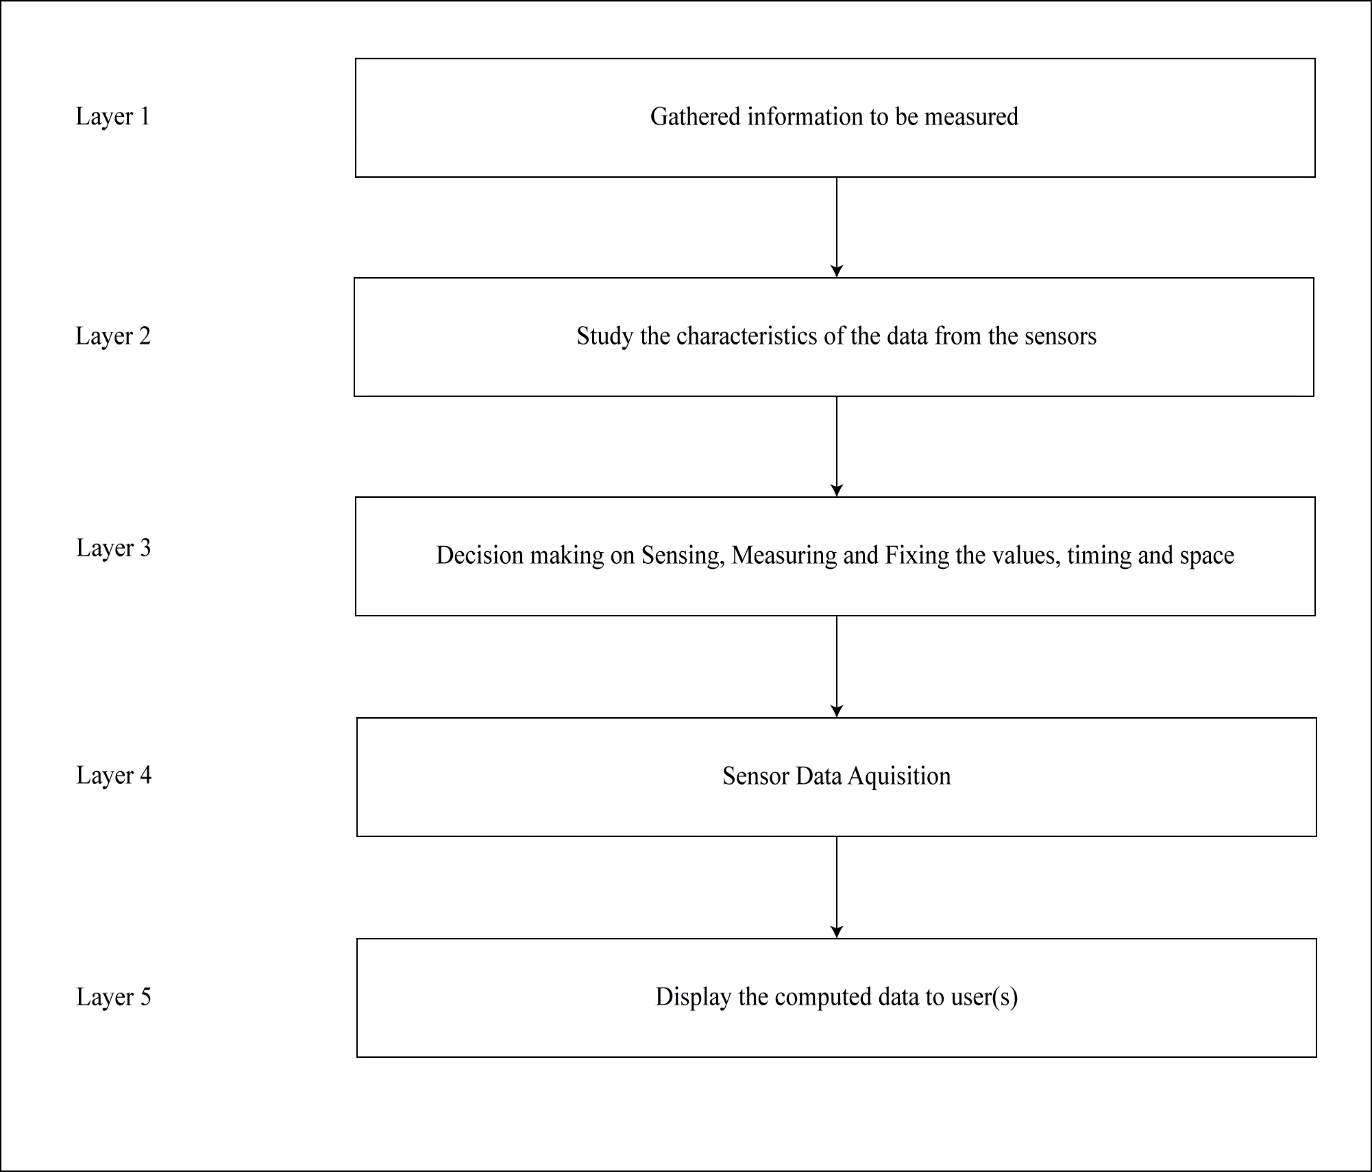 Layer 1
Gathered information to be measured
Layer 2
Study the characteristics of the data from the sensors
Layer 3
Decision making on Sensing, Measuring and Fixing the values, timing and space
Layer 4
Sensor Data Aquisition
Layer 5
Display the computed data to user(s)